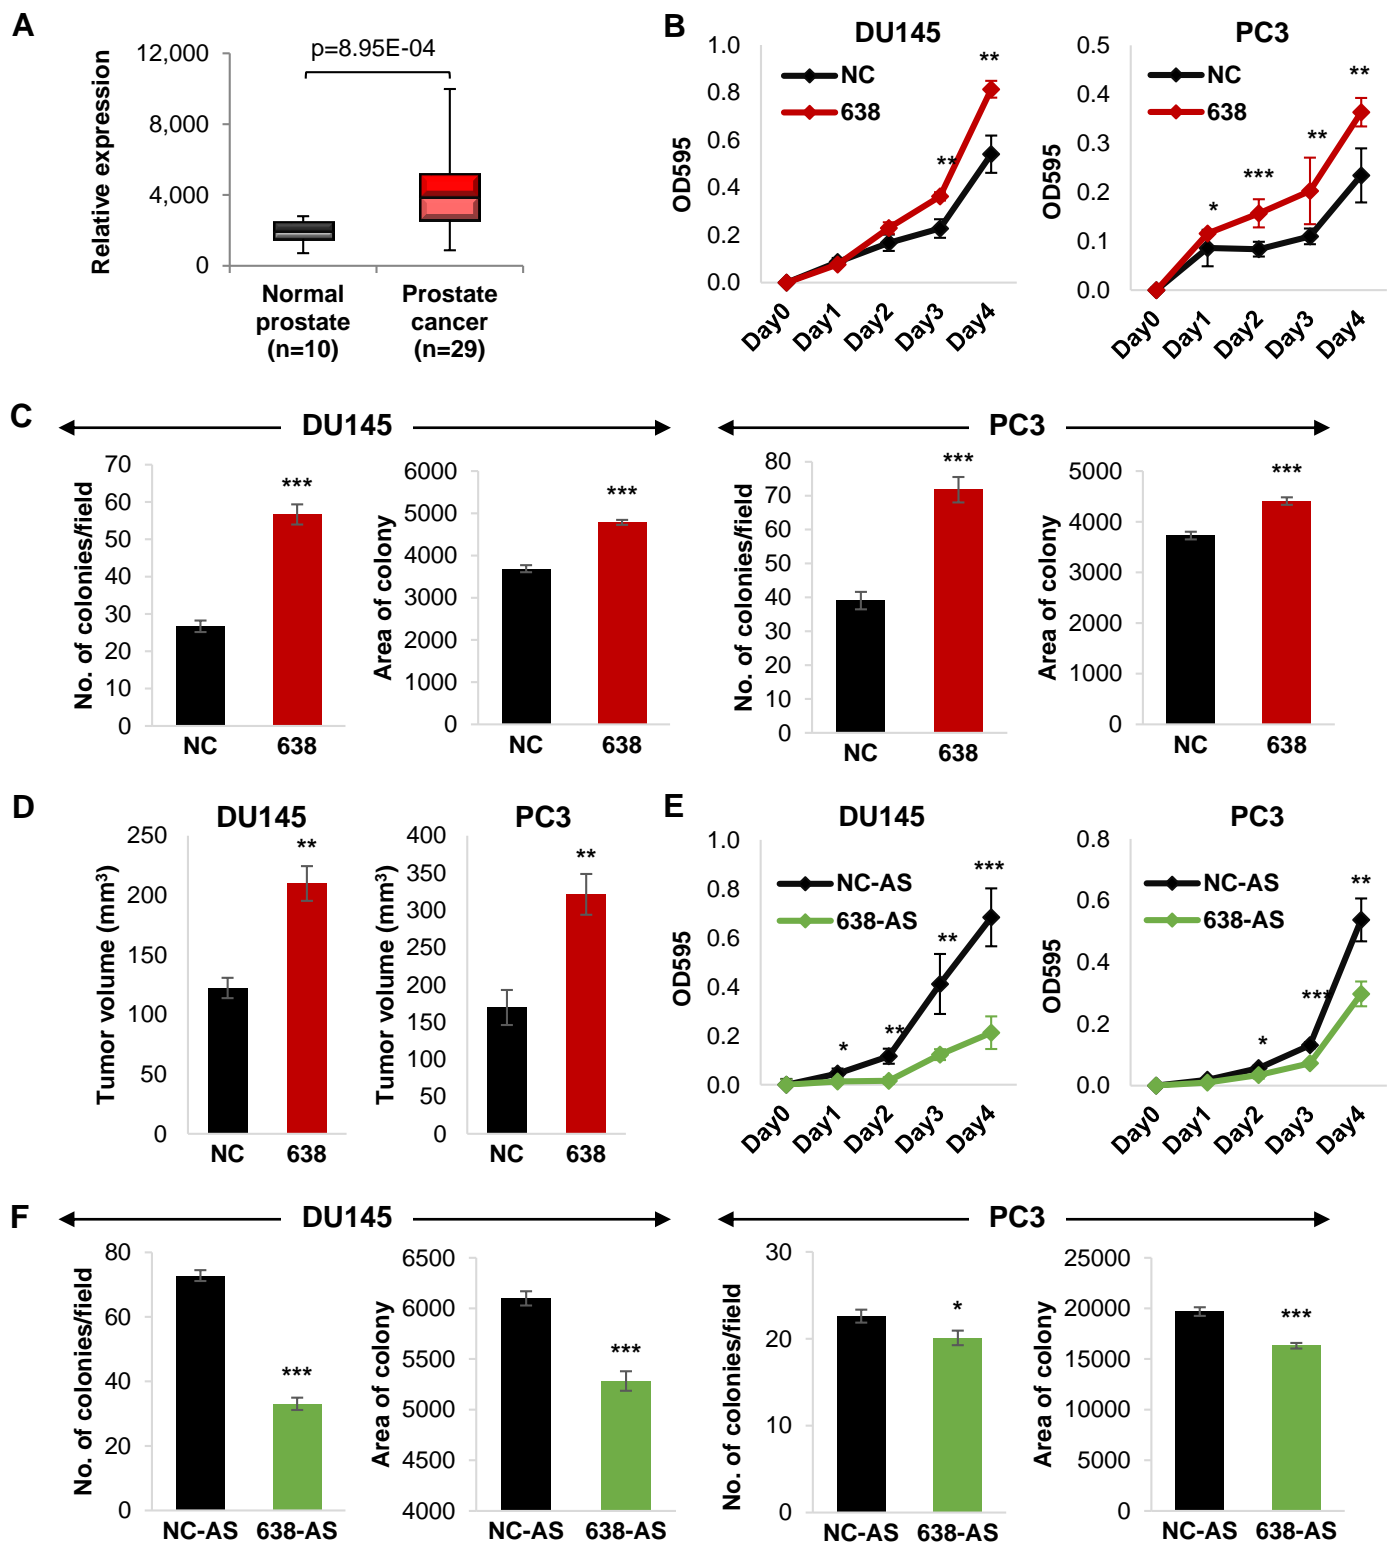 A
p=8.95E-04
Relative expression
12,000
8,000
4,000
0
Normal
prostate
(n=10)
Prostate
cancer
(n=29)
B
DU145
OD595
1.0
0.8
0.6
0.4
0.2
0.0
NC
638
**
**
Day0
Day1
Day2
Day3
Day4
PC3
OD595
0.5
0.4
0.3
0.2
0.1
0.0
*
***
**
**
Day0
Day1
Day2
Day3
Day4
C
DU145
No. of colonies/field
70
60
50
40
30
20
10
0
***
NC
638
Area of colony
6000
5000
4000
3000
2000
1000
0
***
NC
638
PC3
No. of colonies/field
80
70
60
50
40
30
20
10
0
***
NC
638
Area of colony
5000
4000
3000
2000
1000
0
***
NC
638
D
DU145
Tumor volume (mm³)
250
200
150
100
50
0
**
NC
638
PC3
Tumor volume (mm³)
400
350
300
250
200
150
100
50
0
**
NC
638
E
DU145
OD595
1.0
0.8
0.6
0.4
0.2
0.0
NC-AS
638-AS
*
**
**
***
Day0
Day1
Day2
Day3
Day4
PC3
OD595
0.8
0.6
0.4
0.2
0.0
NC-AS
638-AS
*
***
**
Day0
Day1
Day2
Day3
Day4
F
DU145
No. of colonies/field
80
60
40
20
0
***
NC-AS
638-AS
Area of colony
6500
6000
5500
5000
4500
4000
***
NC-AS
638-AS
PC3
No. of colonies/field
30
20
10
0
*
NC-AS
638-AS
Area of colony
25000
20000
15000
10000
5000
0
***
NC-AS
638-AS